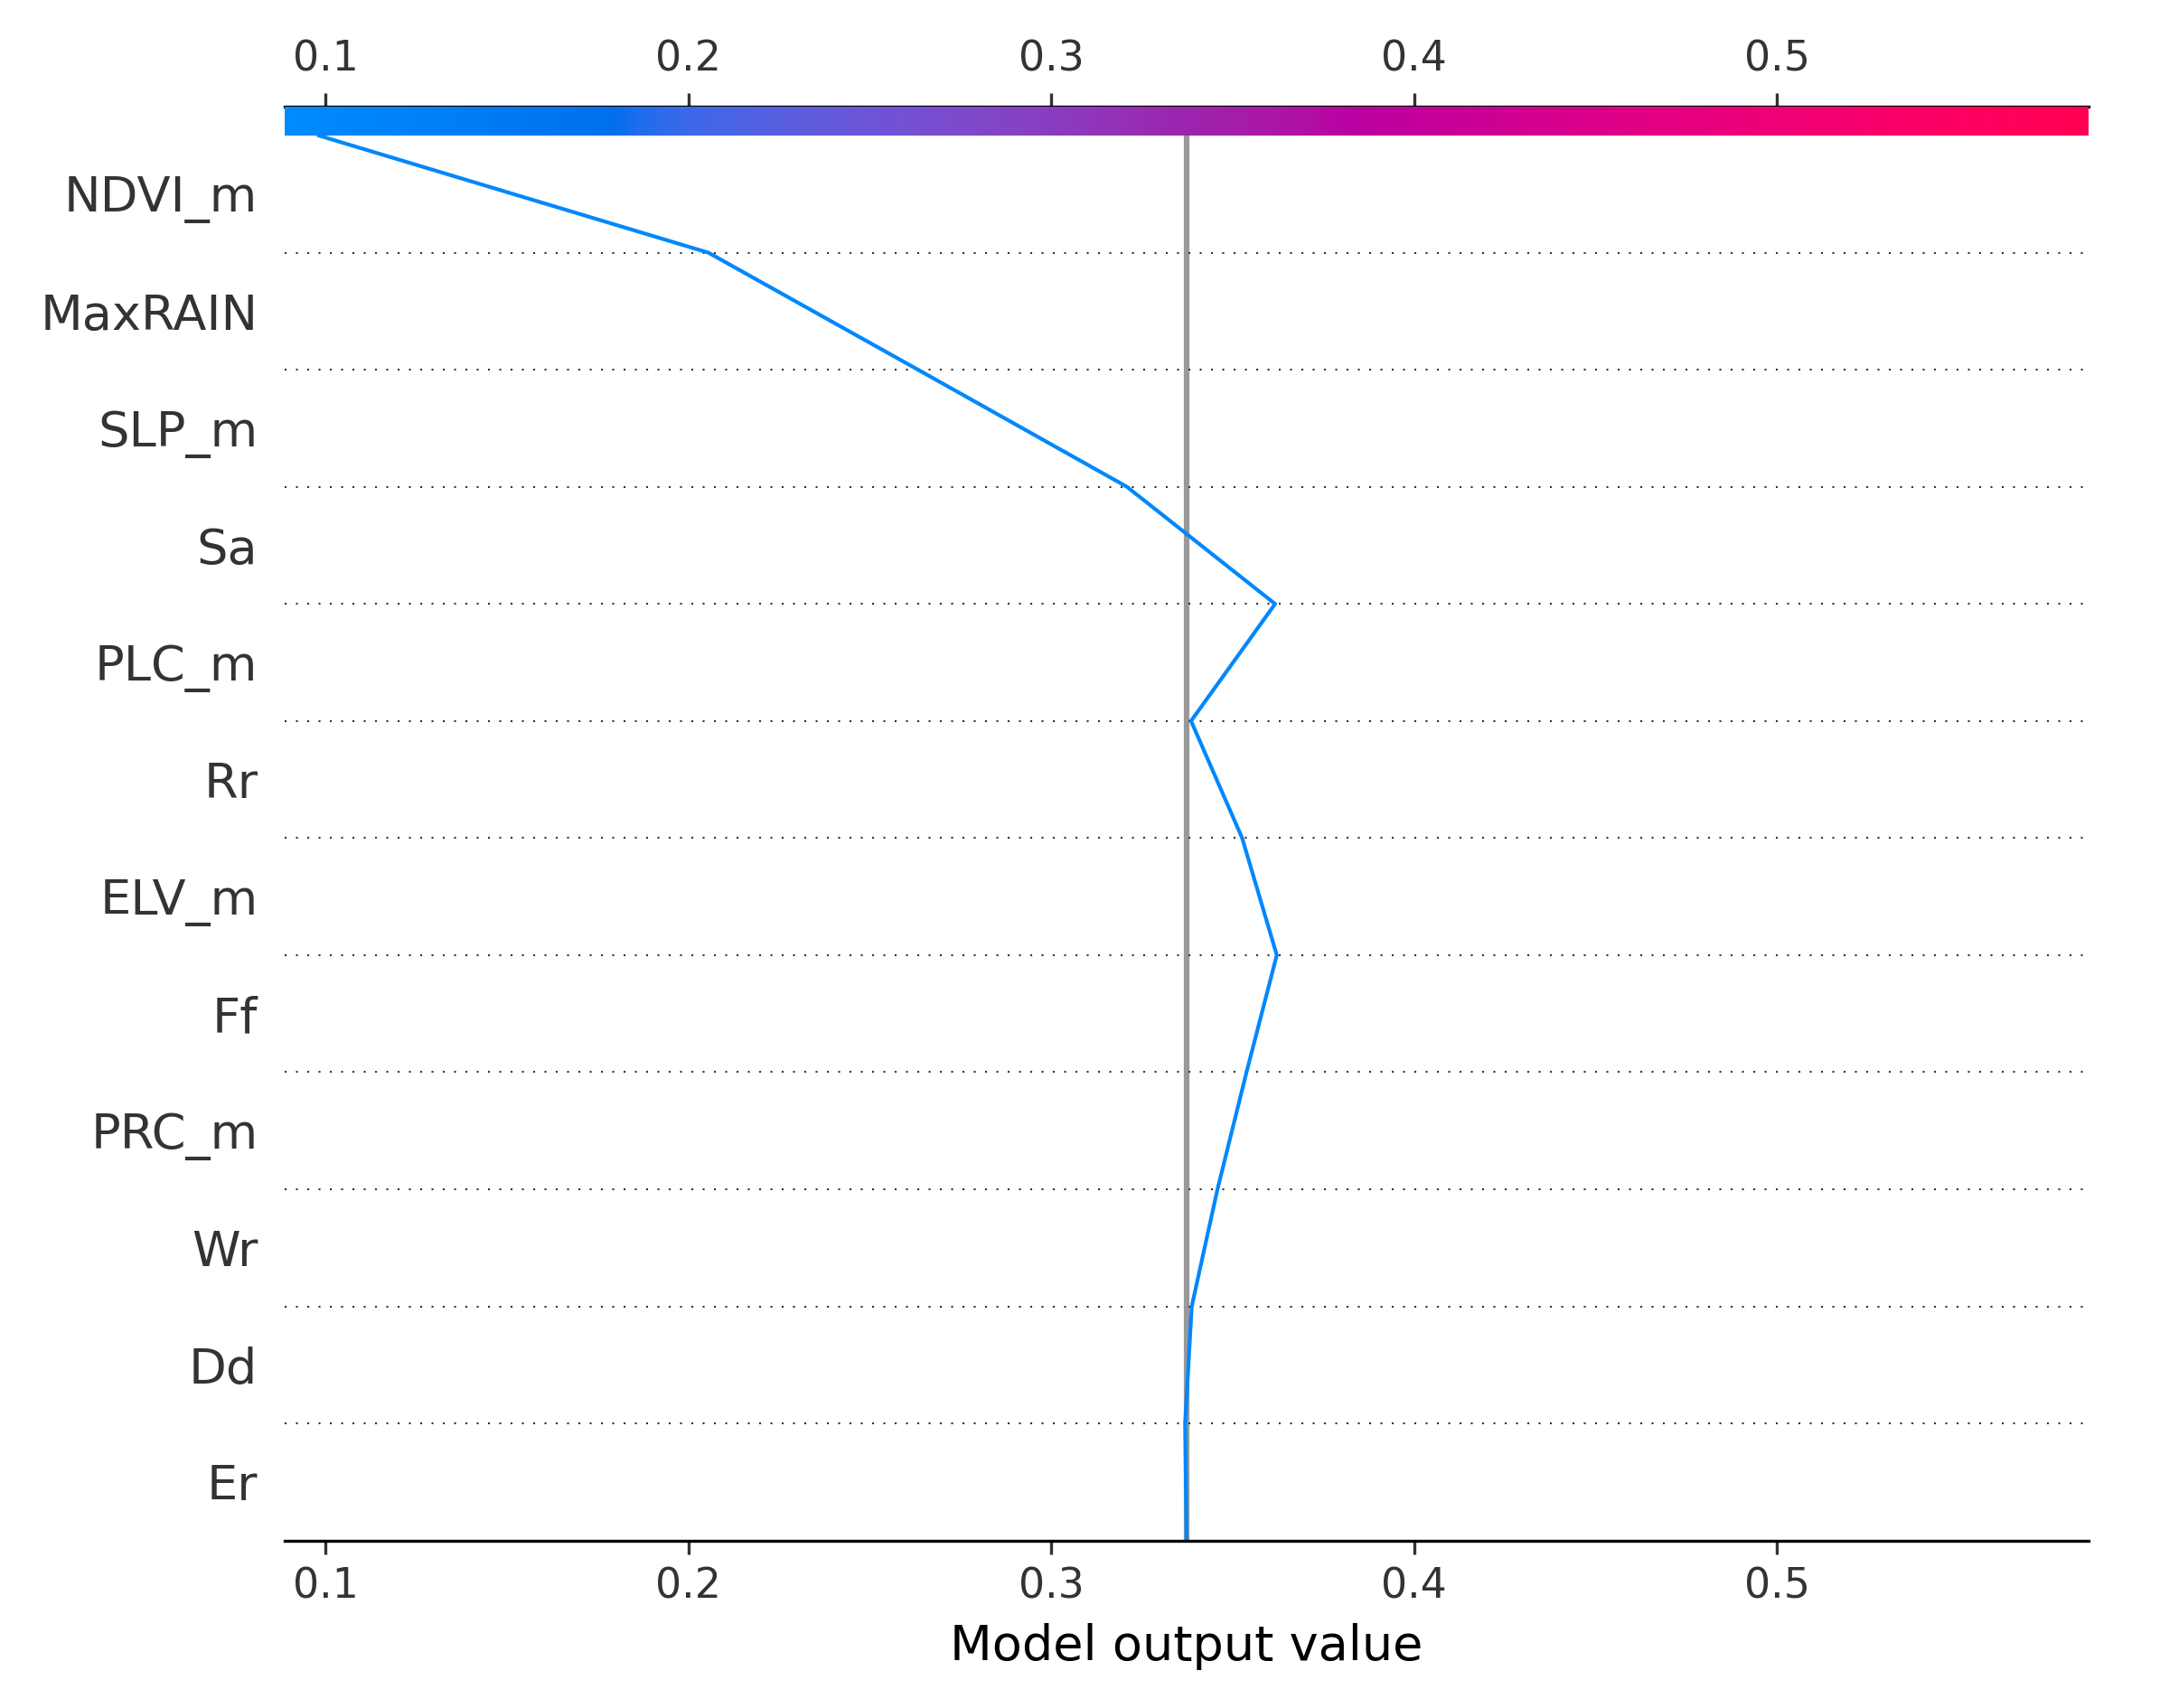 0.1 0.2 0.3 0.4 0.5
NDVI_m
MaxRAIN
SLP_m
Sa
PLC_m
Rr
ELV_m
Ff
PRC_m
Wr
Dd
Er
0.1 0.2 0.3 0.4 0.5
Model output value